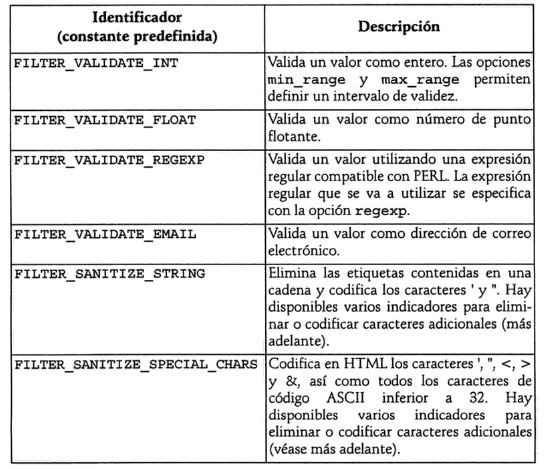 Identificador
(constante predefinida)
Descripción
FILTER_VALIDATE_INT
Valida un valor como entero. Las opciones
min_range y max_range permiten
definir un intervalo de validez.
FILTER_VALIDATE_FLOAT
Valida un valor como número de punto
flotante.
FILTER_VALIDATE_REGEXP
Valida un valor utilizando una expresión
regular compatible con PERL. La expresión
regular que se va a utilizar se especifica
con la opción regexp.
FILTER_VALIDATE_EMAIL
Valida un valor como dirección de correo
electrónico.
FILTER_SANITIZE_STRING
Elimina las etiquetas contenidas en una
cadena y codifica los caracteres ' y ". Hay
disponibles varios indicadores para elimi-
nar o codificar caracteres adicionales (más
adelante).
FILTER_SANITIZE_SPECIAL_CHARS
Codifica en HTML los caracteres ', ", <, >
y &, así como todos los caracteres de
código ASCII inferior a 32. Hay
disponibles varios indicadores para
eliminar o codificar caracteres adicionales
(véase más adelante).